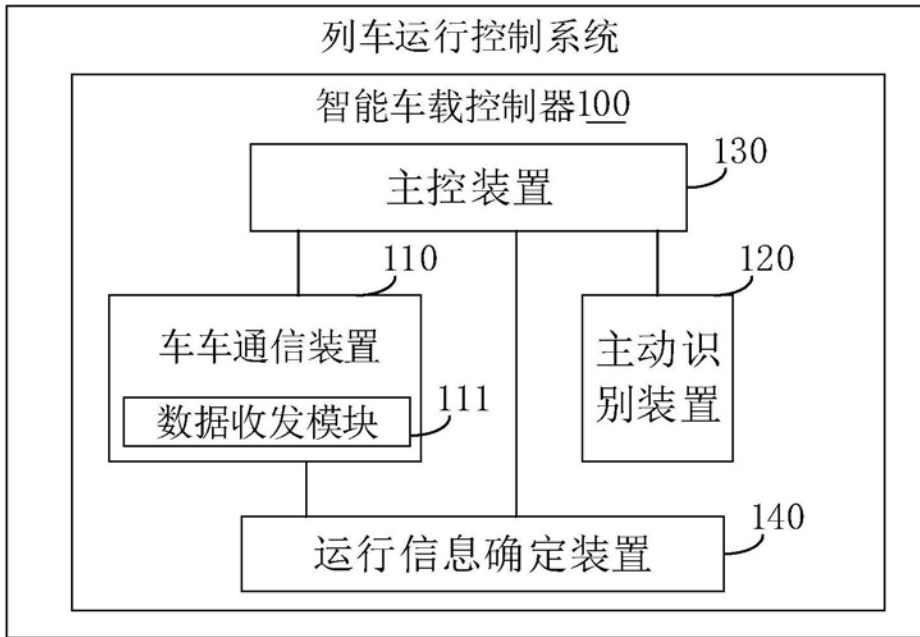 列车运行控制系统
智能车载控制器100
130
主控装置
110
120
车车通信装置
主动识
别装置
数据收发模块
111
140
运行信息确定装置